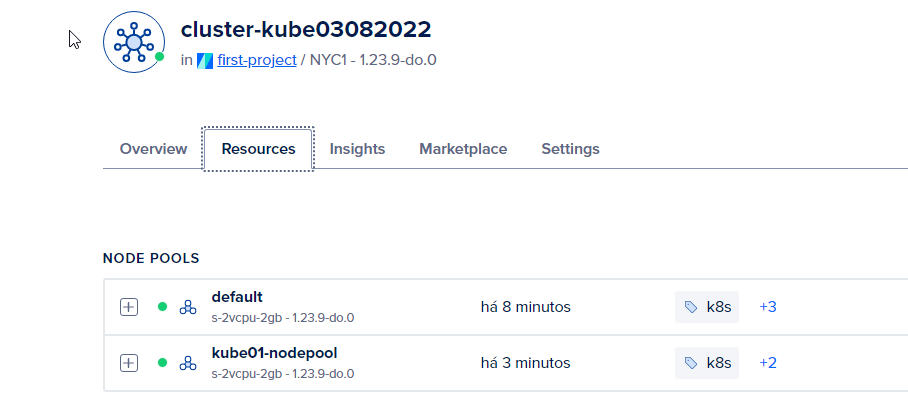 cluster-kube03082022
in first-project / NYC1 - 1.23.9-do.0
Overview Resources Insights Marketplace Settings
NODE POOLS
default
s-2vcpu-2gb - 1.23.9-do.0
há 8 minutos
k8s
+3
kube01-nodepool
s-2vcpu-2gb - 1.23.9-do.0
há 3 minutos
k8s
+2